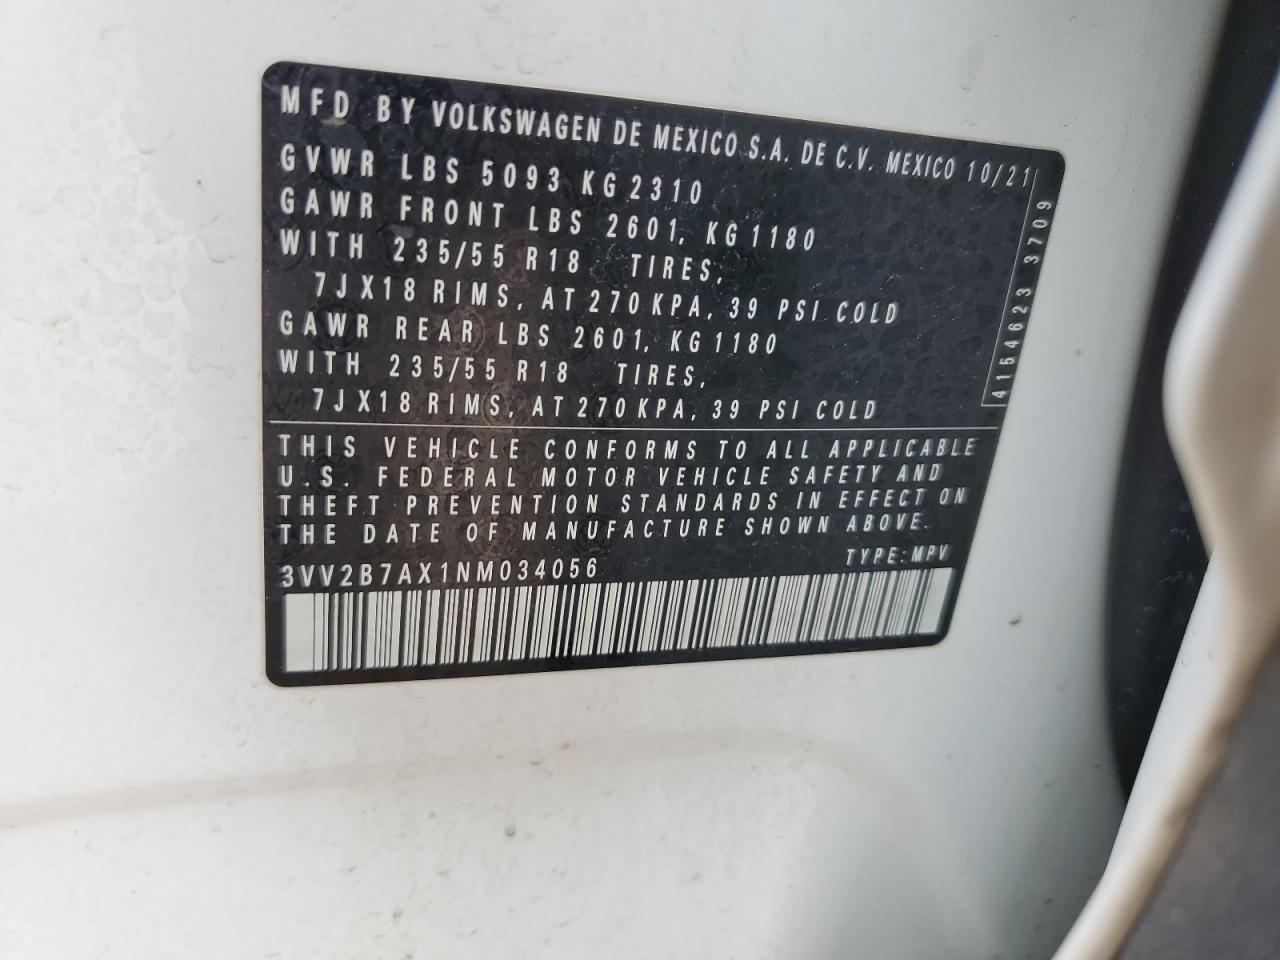 MFD BY VOLKSWAGEN DE MEXICO S.A. DE C.V. MEXICO 10/21
GVWR LBS 5093 KG 2310
GAWR FRONT LBS 2601, KG 1180
WITH 235/55 R18 TIRES,
7JX18 RIMS, AT 270 KPA, 39 PSI COLD
GAWR REAR LBS 2601, KG 1180
WITH 235/55 R18 TIRES,
7JX18 RIMS, AT 270 KPA, 39 PSI COLD
4154623 3709
THIS VEHICLE CONFORMS TO ALL APPLICABLE
U.S. FEDERAL MOTOR VEHICLE SAFETY AND
THEFT PREVENTION STANDARDS IN EFFECT ON
THE DATE OF MANUFACTURE SHOWN ABOVE.
3VV2B7AX1NM034056 TYPE: MPV